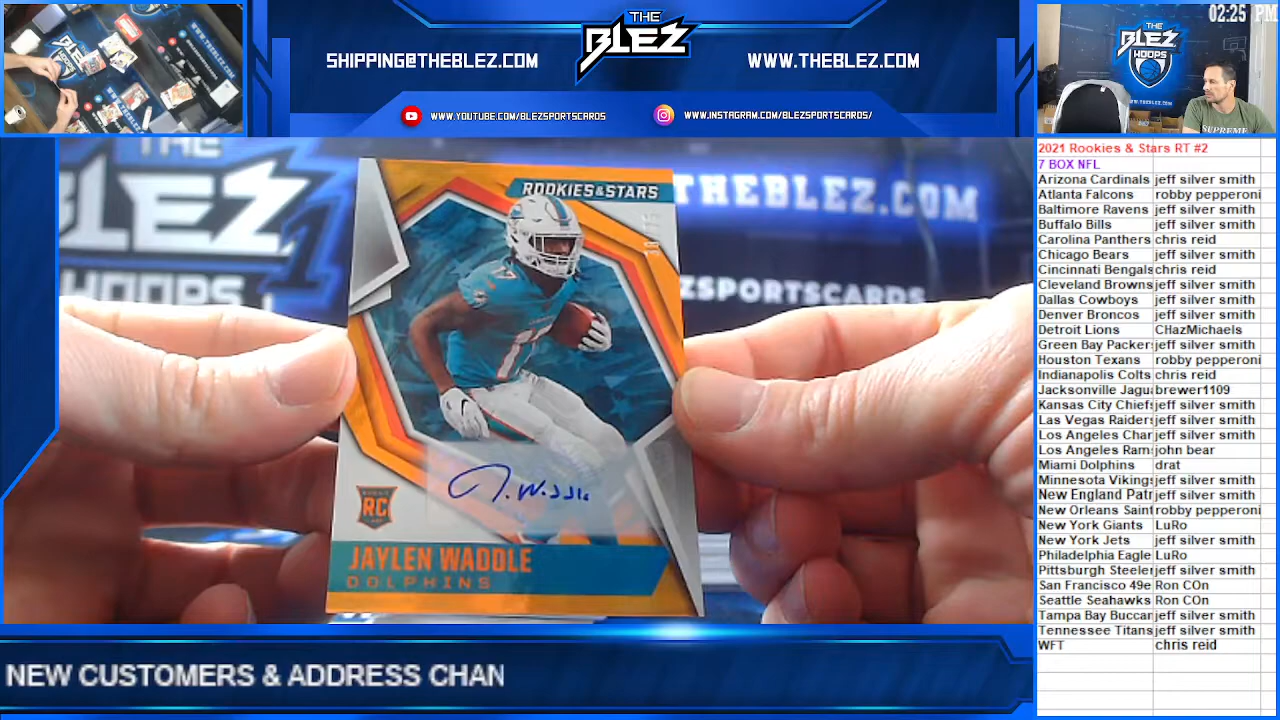 THE
BLEZ
SHIPPING@THEBLEZ.COM
WWW.THEBLEZ.COM
WWW.YOUTUBE.COM/BLEZSPORTSCARDS
WWW.INSTAGRAM.COM/BLEZSPORTSCARDS/
02:25 PM
THE
BLEZ
HOOPS
SUPREME
THE
BLEZ
HOOPS
THEBLEZ.COM
ZSPORTSCARDS
ROOKIES&STARS
17
J. Waddle
RC
JAYLEN WADDLE
DOLPHINS
NEW CUSTOMERS & ADDRESS CHAN
2021 Rookies & Stars RT #2
7 BOX NFL
Arizona Cardinals jeff silver smith
Atlanta Falcons robby pepperoni
Baltimore Ravens jeff silver smith
Buffalo Bills jeff silver smith
Carolina Panthers chris reid
Chicago Bears jeff silver smith
Cincinnati Bengals chris reid
Cleveland Browns jeff silver smith
Dallas Cowboys jeff silver smith
Denver Broncos jeff silver smith
Detroit Lions CHazMichaels
Green Bay Packer jeff silver smith
Houston Texans robby pepperoni
Indianapolis Colts chris reid
Jacksonville Jagua brewer1109
Kansas City Chief jeff silver smith
Las Vegas Raider jeff silver smith
Los Angeles Char jeff silver smith
Los Angeles Ram john bear
Miami Dolphins drat
Minnesota Viking jeff silver smith
New England Patr jeff silver smith
New Orleans Saint robby pepperoni
New York Giants LuRo
New York Jets jeff silver smith
Philadelphia Eagle LuRo
Pittsburgh Steeler jeff silver smith
San Francisco 49e Ron COn
Seattle Seahawks Ron COn
Tampa Bay Buccan jeff silver smith
Tennessee Titans jeff silver smith
WFT chris reid